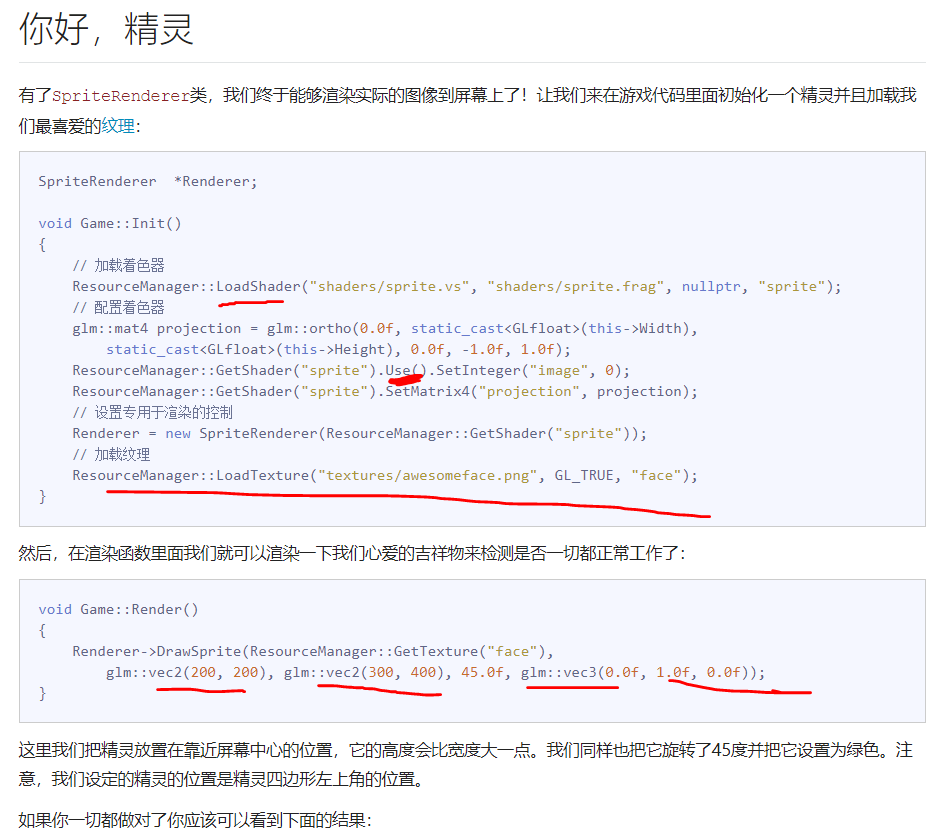 你好，精灵
有了SpriteRenderer类，我们终于能够渲染实际的图像到屏幕上了！让我们来在游戏代码里面初始化一个精灵并且加载我
们最喜爱的纹理：
SpriteRenderer  *Renderer;
void Game::Init()
{
    // 加载着色器
    ResourceManager::LoadShader("shaders/sprite.vs", "shaders/sprite.frag", nullptr, "sprite");
    // 配置着色器
    glm::mat4 projection = glm::ortho(0.0f, static_cast<GLfloat>(this->Width),
        static_cast<GLfloat>(this->Height), 0.0f, -1.0f, 1.0f);
    ResourceManager::GetShader("sprite").Use().SetInteger("image", 0);
    ResourceManager::GetShader("sprite").SetMatrix4("projection", projection);
    // 设置专用于渲染的控制
    Renderer = new SpriteRenderer(ResourceManager::GetShader("sprite"));
    // 加载纹理
    ResourceManager::LoadTexture("textures/awesomeface.png", GL_TRUE, "face");
}
然后，在渲染函数里面我们就可以渲染一下我们心爱的吉祥物来检测是否一切都正常工作了：
void Game::Render()
{
    Renderer->DrawSprite(ResourceManager::GetTexture("face"),
        glm::vec2(200, 200), glm::vec2(300, 400), 45.0f, glm::vec3(0.0f, 1.0f, 0.0f));
}
这里我们把精灵放置在靠近屏幕中心的位置，它的高度会比宽度大一点。我们同样也把它旋转了45度并把它设置为绿色。注
意，我们设定的精灵的位置是精灵四边形左上角的位置。
如果你一切都做对了你应该可以看到下面的结果：